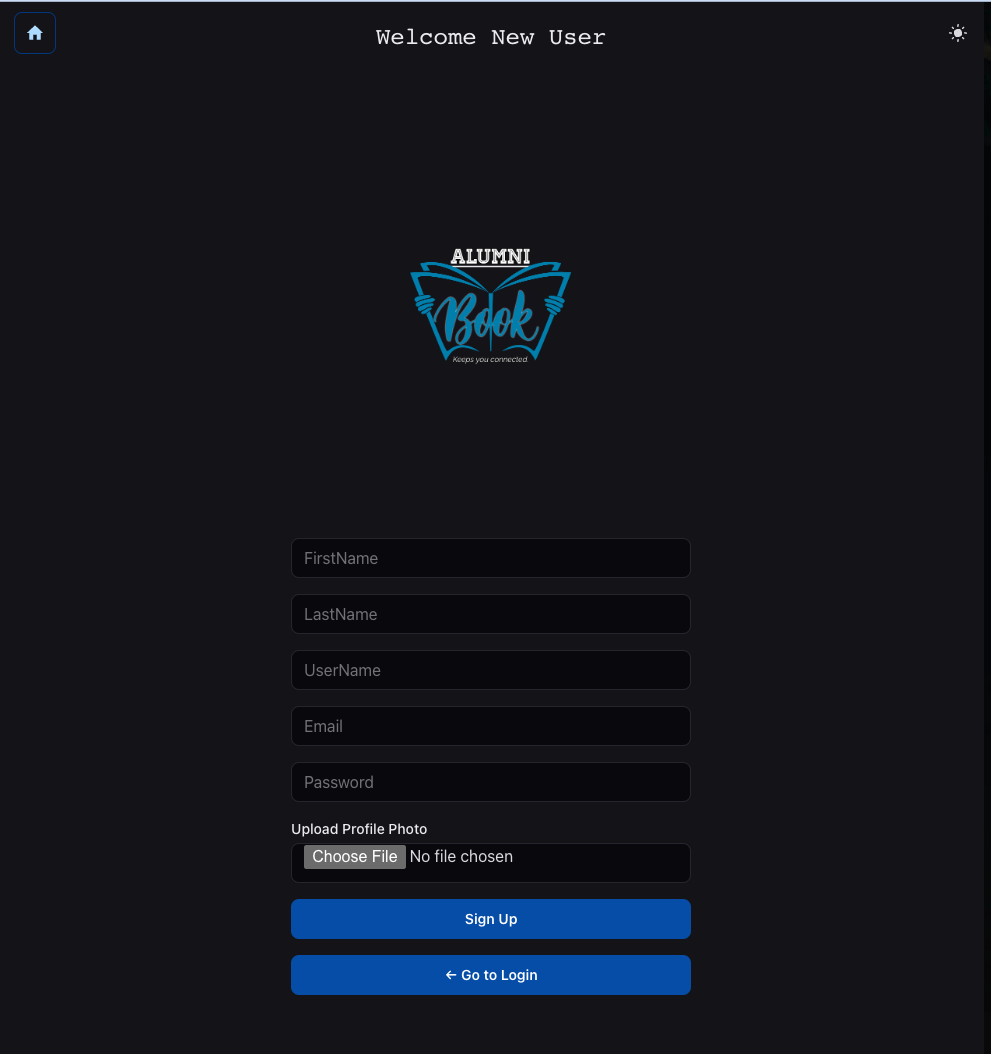 Welcome New User
ALUMNI
Book
Keeps you connected
FirstName
LastName
UserName
Email
Password
Upload Profile Photo
Choose File No file chosen
Sign Up
← Go to Login